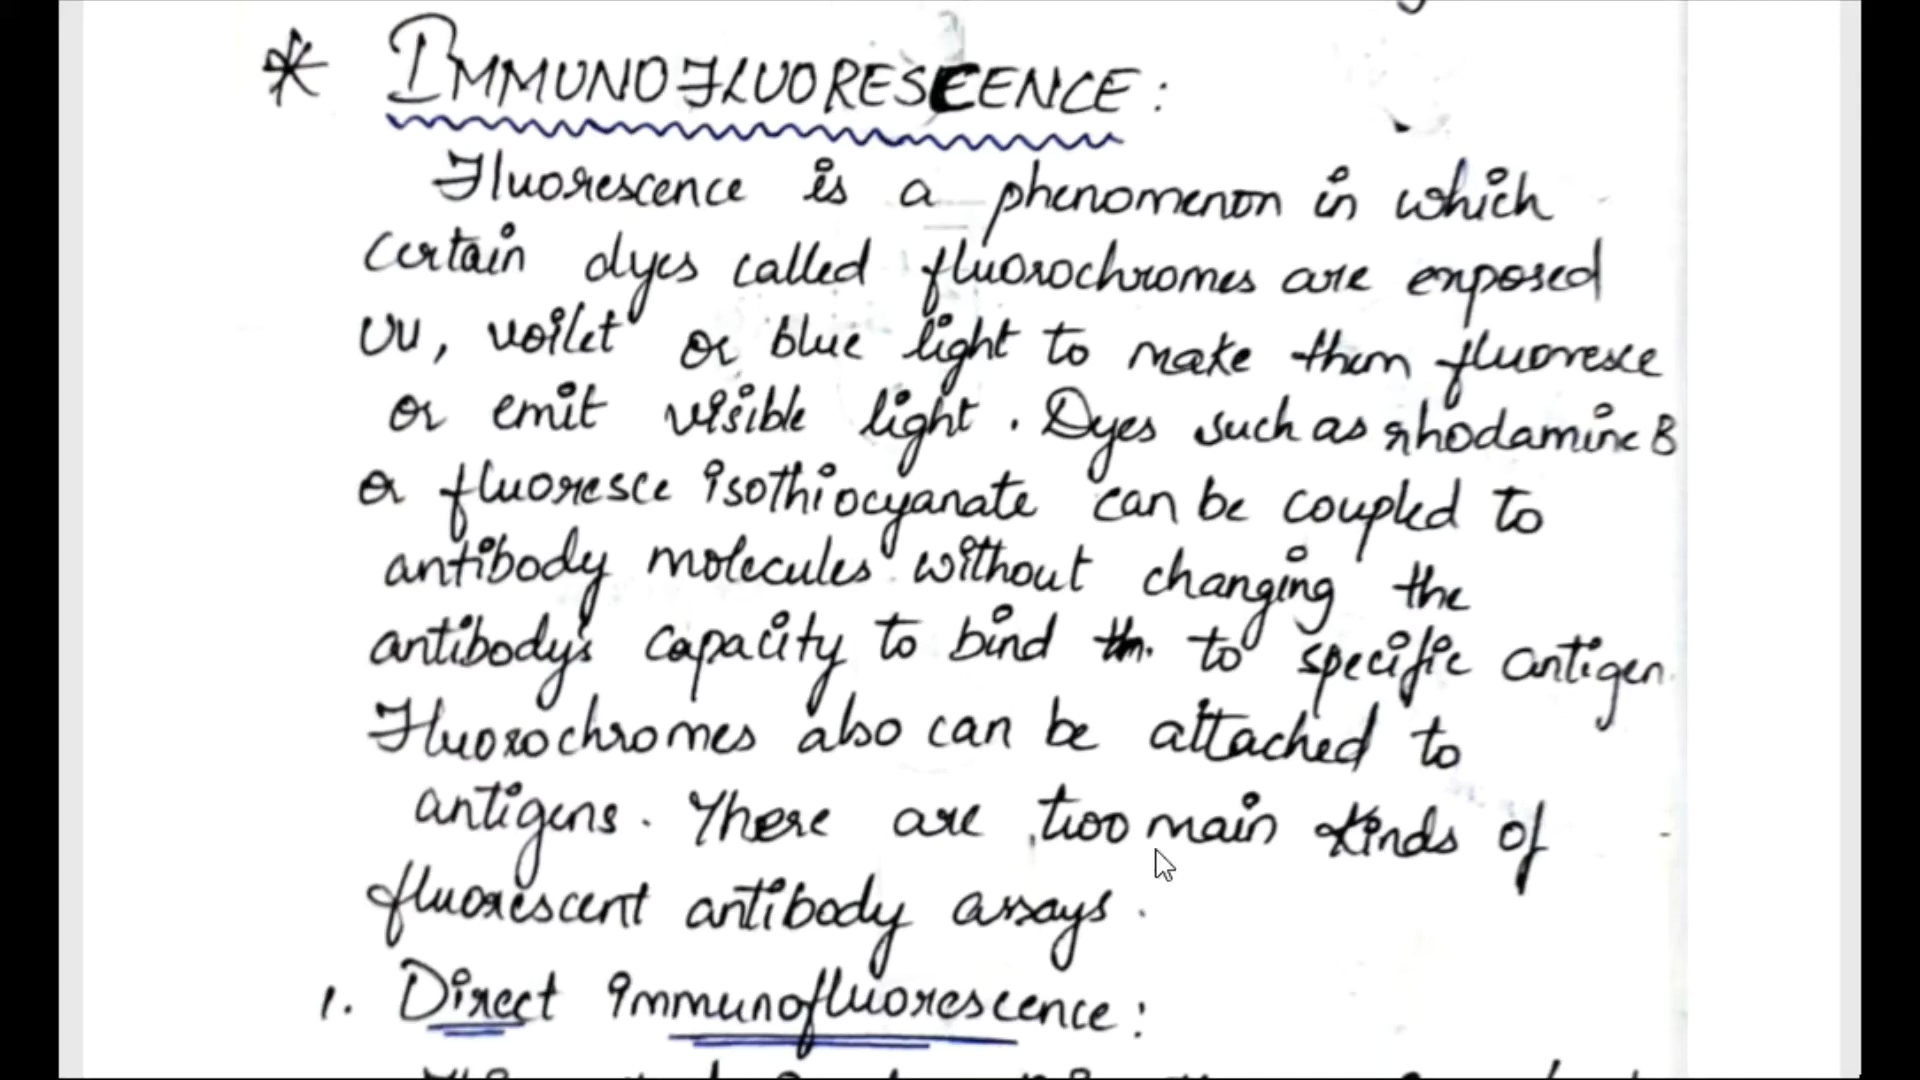 * IMMUNOFLUORESCENCE:
Fluorescence is a phenomenon in which
certain dyes called fluorochromes are exposed
UV, voilet or blue light to make them fluoresce
or emit visible light. Dyes such as rhodamine B
or fluoresce isothiocyanate can be coupled to
antibody molecules without changing the
antibody's capacity to bind to specific antigen.
Fluorochromes also can be attached to
antigens. There are two main kinds of
fluorescent antibody assays.
1. Direct immunofluorescence: